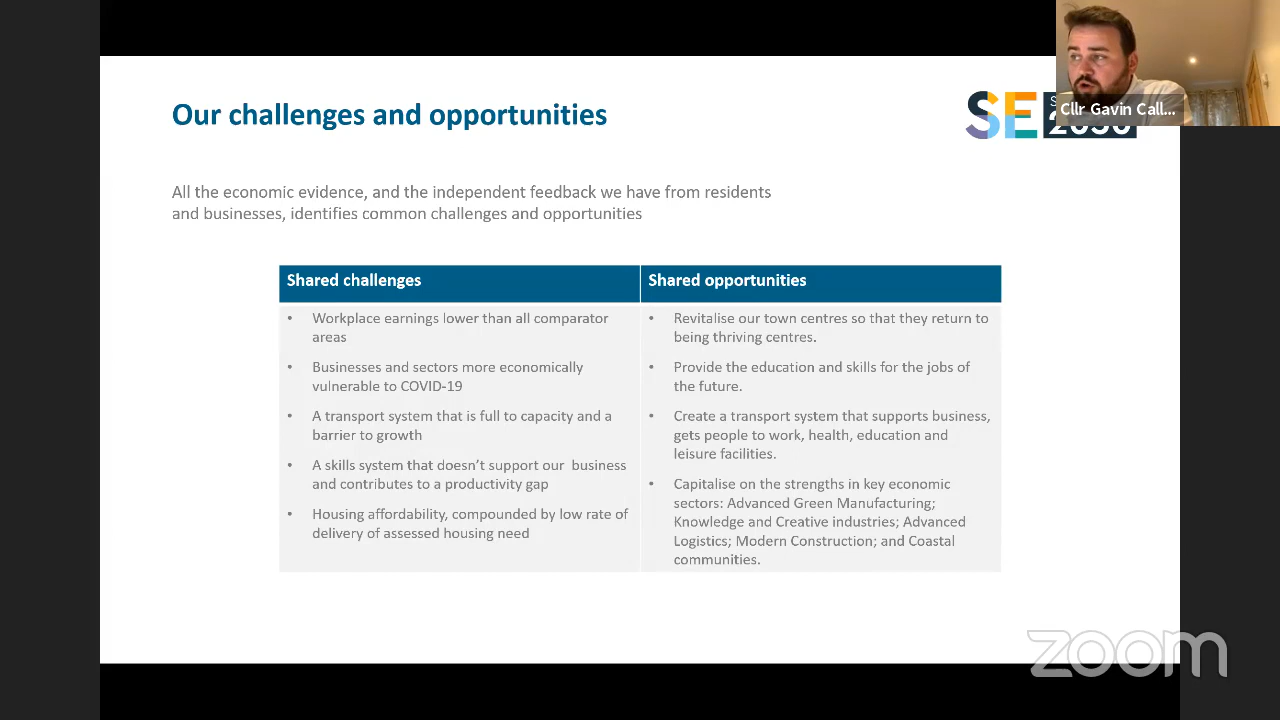 Our challenges and opportunities
SE
Cllr Gavin Call...
All the economic evidence, and the independent feedback we have from residents
and businesses, identifies common challenges and opportunities
Shared challenges
Shared opportunities
• Workplace earnings lower than all comparator
areas
• Businesses and sectors more economically
vulnerable to COVID-19
• A transport system that is full to capacity and a
barrier to growth
• A skills system that doesn't support our business
and contributes to a productivity gap
• Housing affordability, compounded by low rate of
delivery of assessed housing need
• Revitalise our town centres so that they return to
being thriving centres.
• Provide the education and skills for the jobs of
the future.
• Create a transport system that supports business,
gets people to work, health, education and
leisure facilities.
• Capitalise on the strengths in key economic
sectors: Advanced Green Manufacturing;
Knowledge and Creative industries; Advanced
Logistics; Modern Construction; and Coastal
communities.
zoom